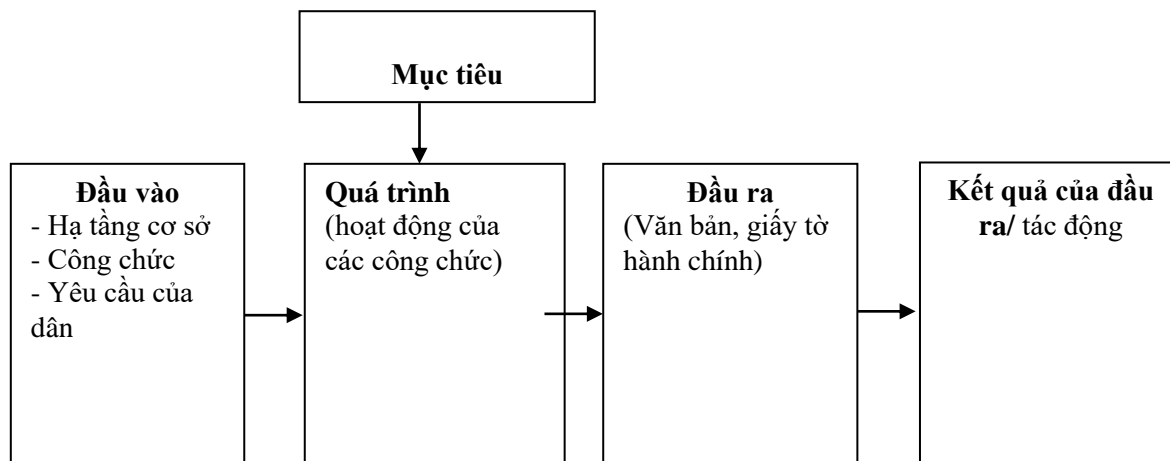 Mục tiêu
Đầu vào
- Hạ tầng cơ sở
- Công chức
- Yêu cầu của
dân
Quá trình
(hoạt động của
các công chức)
Đầu ra
(Văn bản, giấy tờ
hành chính)
Kết quả của đầu
ra/ tác động